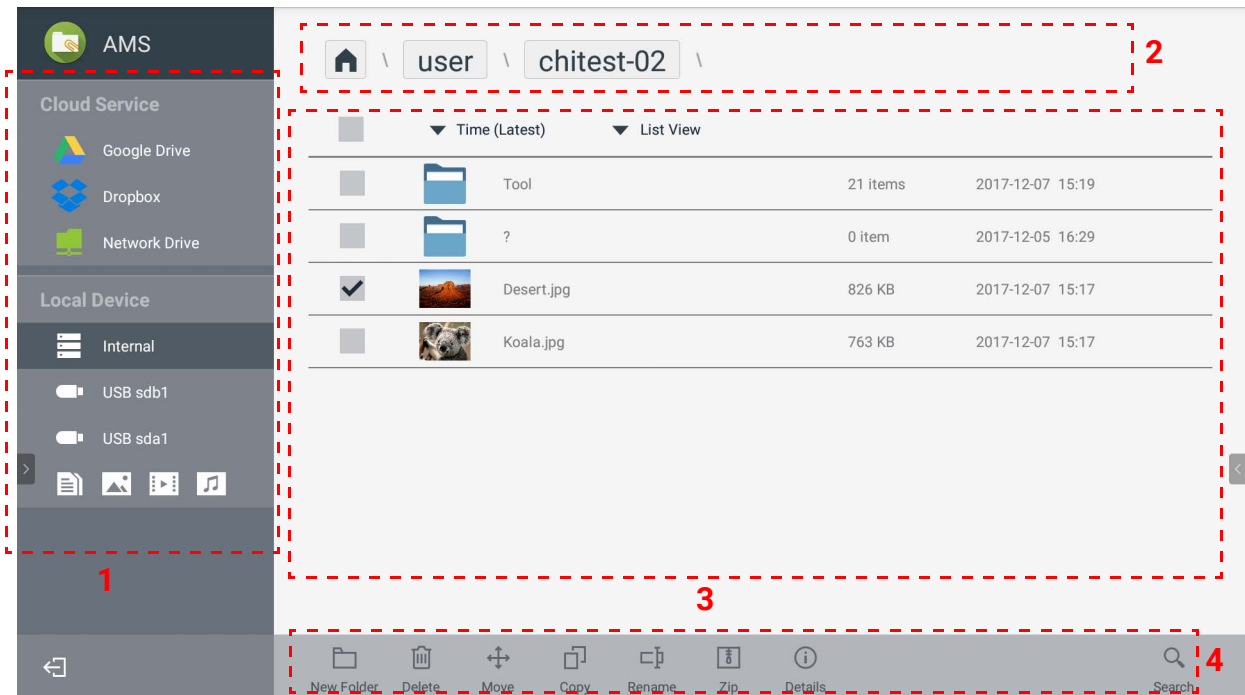 AMS
Cloud Service
Google Drive
Dropbox
Network Drive
Local Device
Internal
USB sdb1
USB sda1
1
\ user \ chitest-02 \
2
Time (Latest) List View
Tool 21 items 2017-12-07 15:19
? 0 item 2017-12-05 16:29
Desert.jpg 826 KB 2017-12-07 15:17
Koala.jpg 763 KB 2017-12-07 15:17
3
New Folder Delete Move Copy Rename Zip Details Search
4